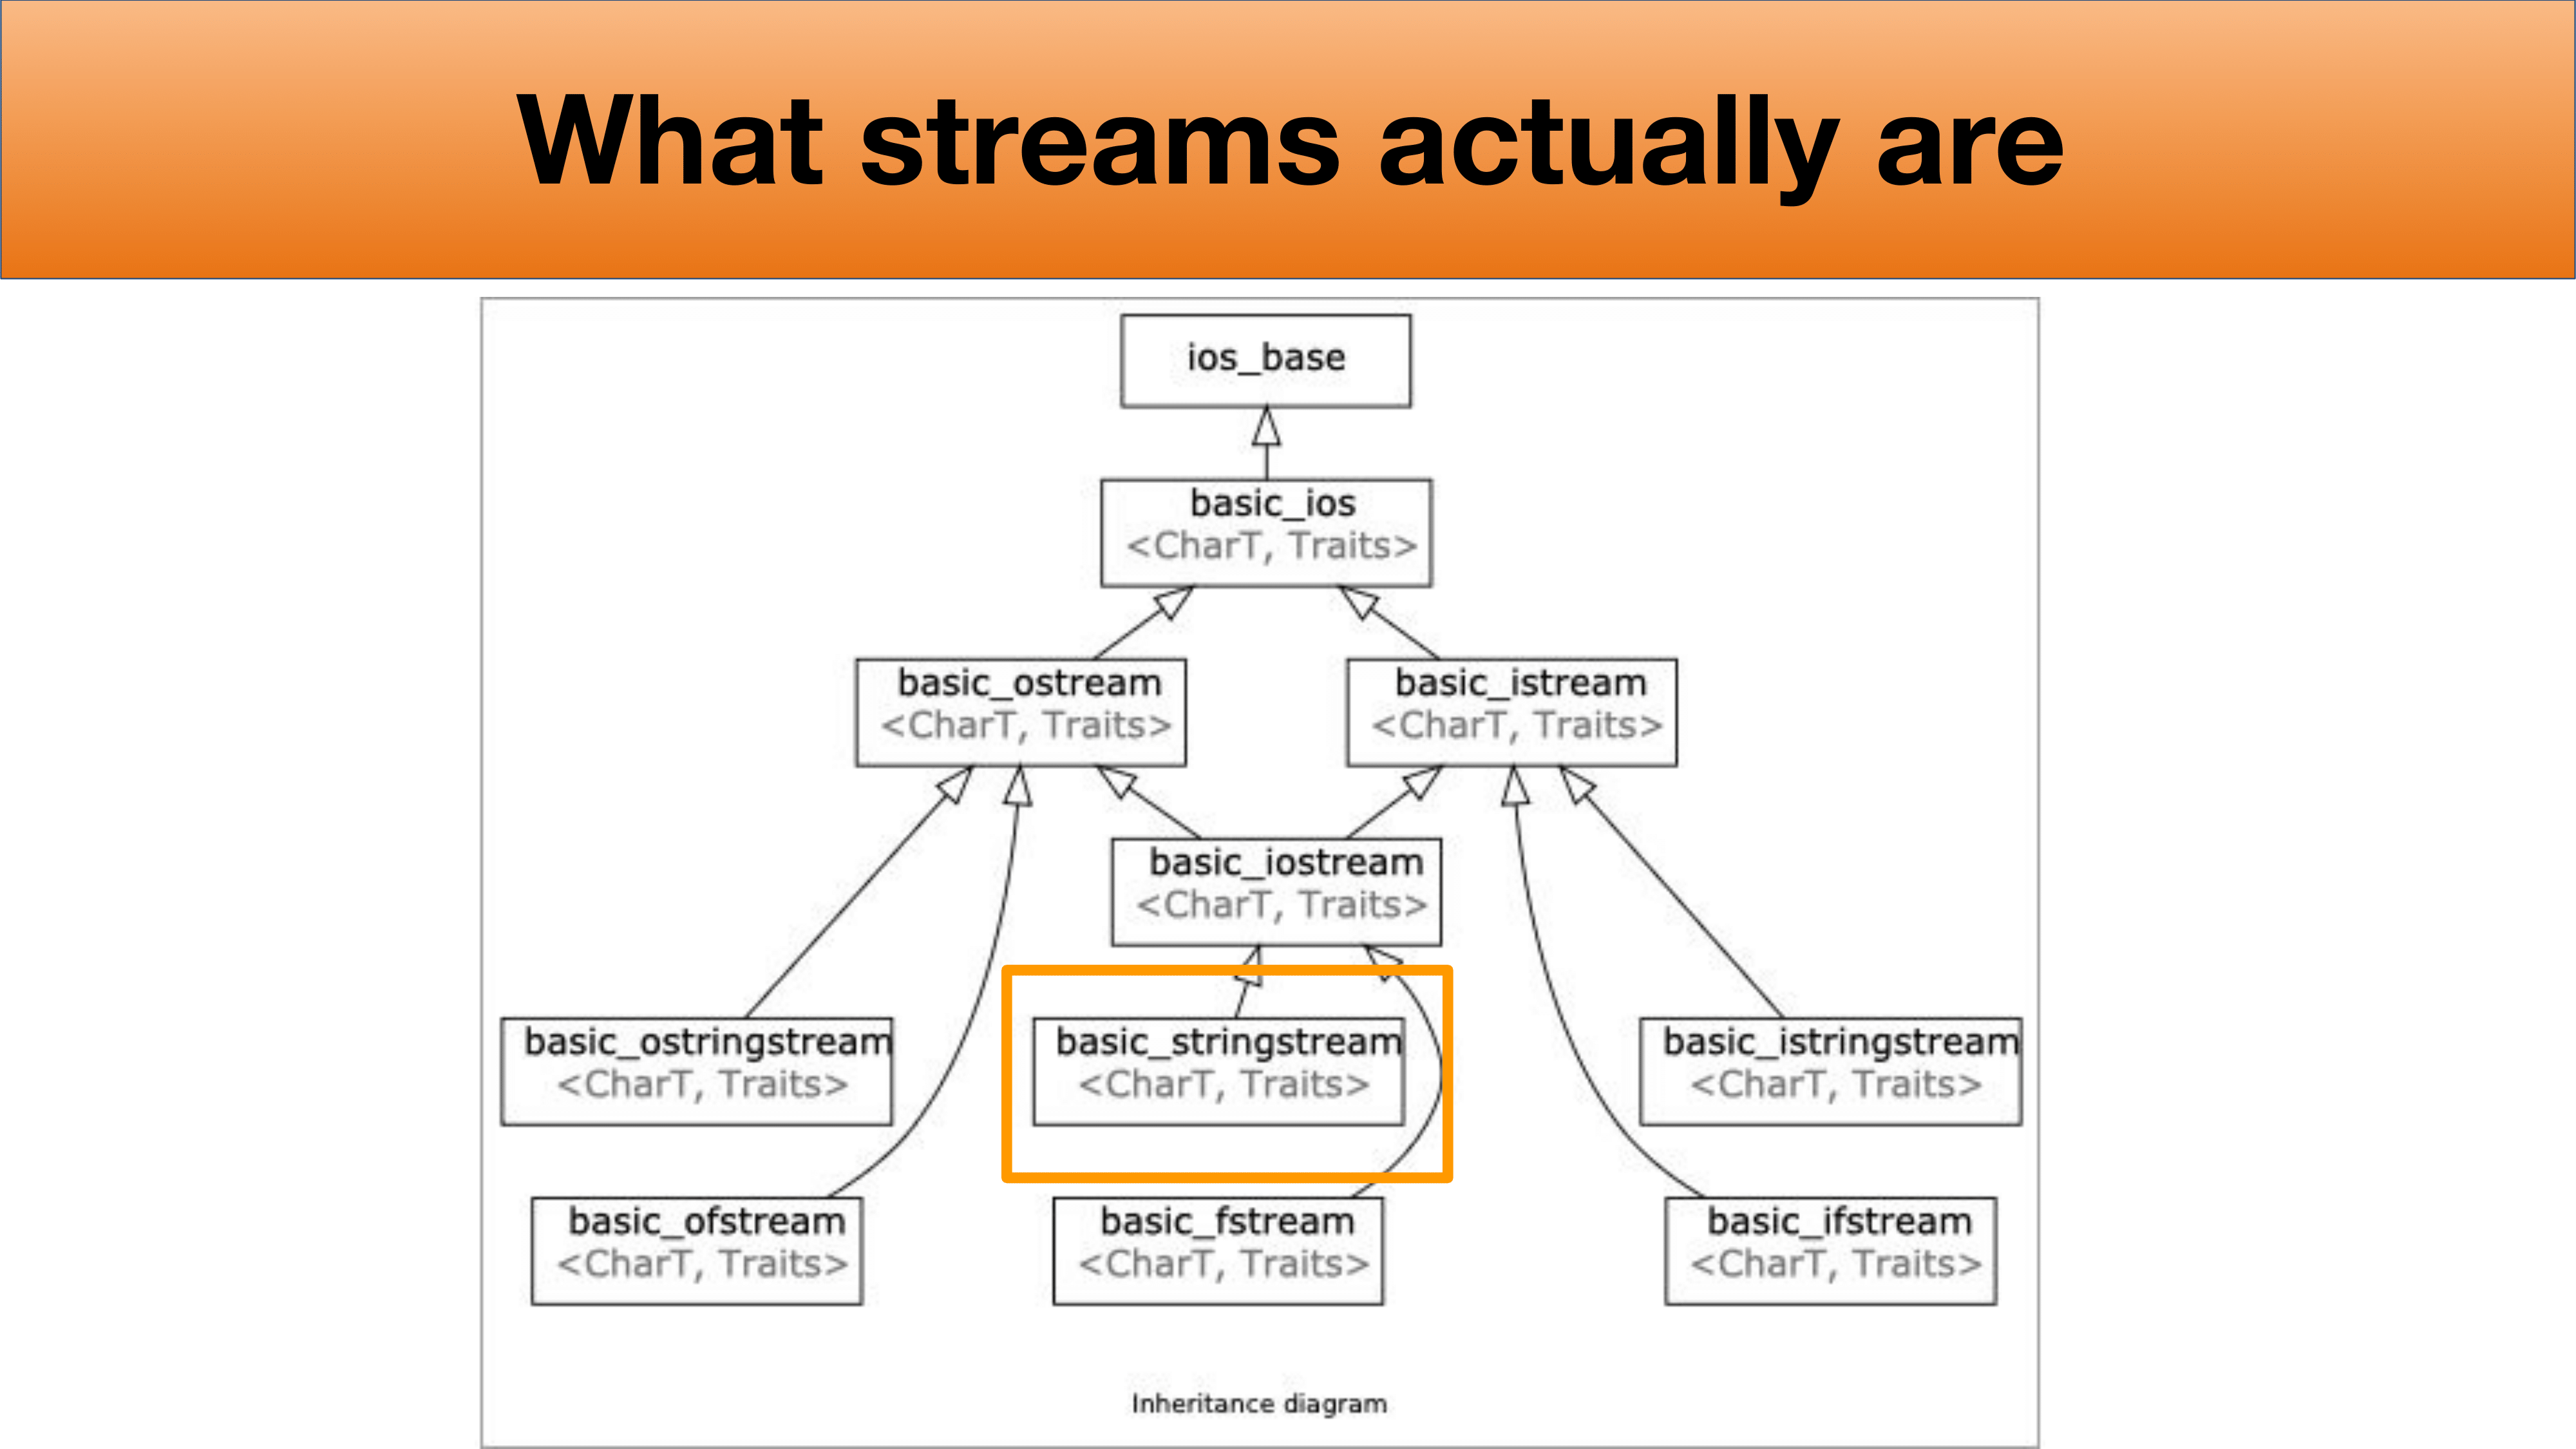 What streams actually are
ios_base
basic_ios
<CharT, Traits>
basic_ostream
<CharT, Traits>
basic_istream
<CharT, Traits>
basic_iostream
<CharT, Traits>
basic_ostringstream
<CharT, Traits>
basic_stringstream
<CharT, Traits>
basic_istringstream
<CharT, Traits>
basic_ofstream
<CharT, Traits>
basic_fstream
<CharT, Traits>
basic_ifstream
<CharT, Traits>
Inheritance diagram